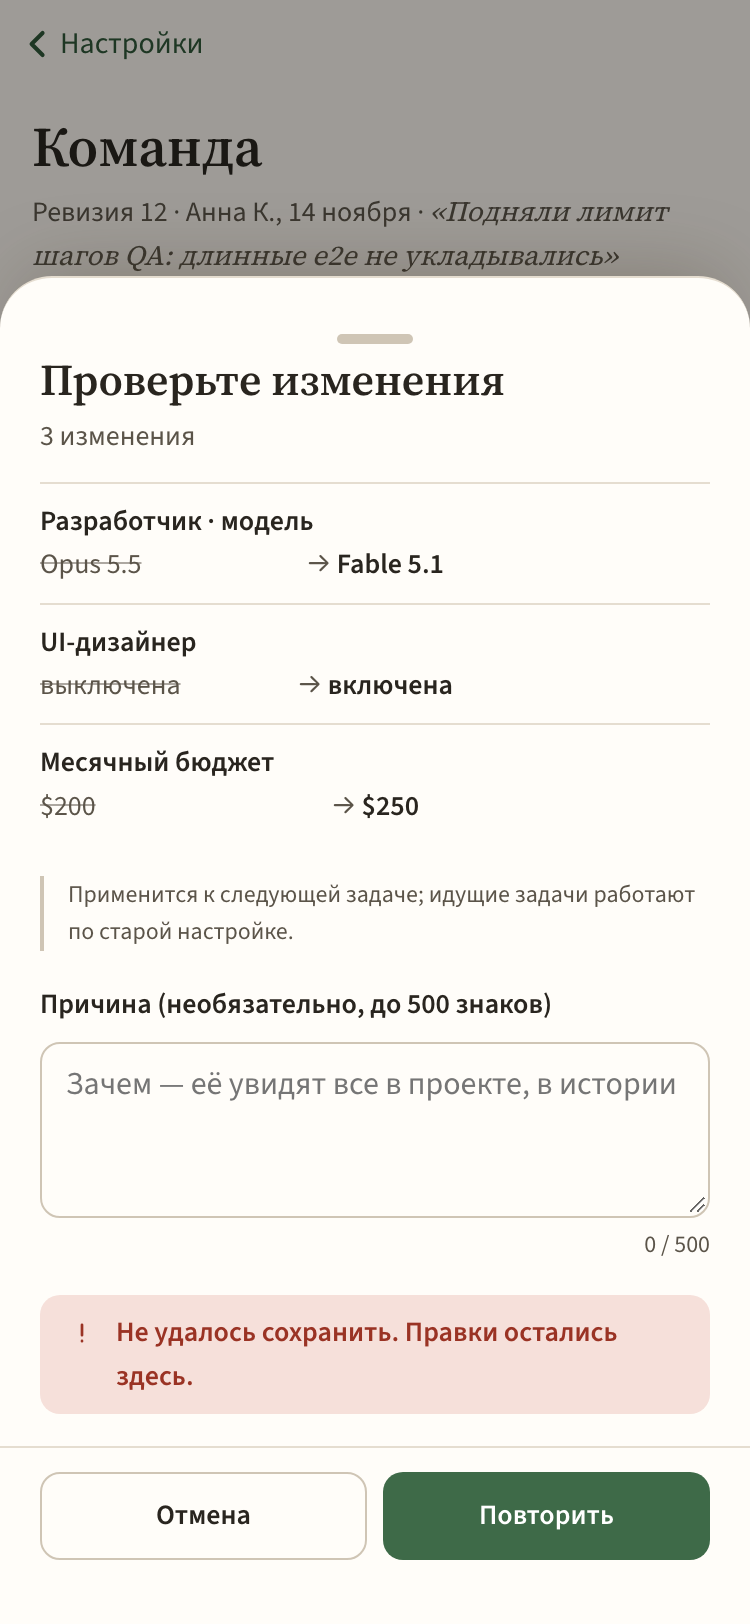 Настройки
Команда
Ревизия 12 · Анна К., 14 ноября · «Подняли лимит
шагов QA: длинные e2e не укладывались»
Проверьте изменения
3 изменения
Разработчик · модель
Opus 5.5 → Fable 5.1
UI-дизайнер
выключена → включена
Месячный бюджет
$200 → $250
Применится к следующей задаче; идущие задачи работают
по старой настройке.
Причина (необязательно, до 500 знаков)
Зачем — её увидят все в проекте, в истории
0 / 500
! Не удалось сохранить. Правки остались
здесь.
Отмена
Повторить